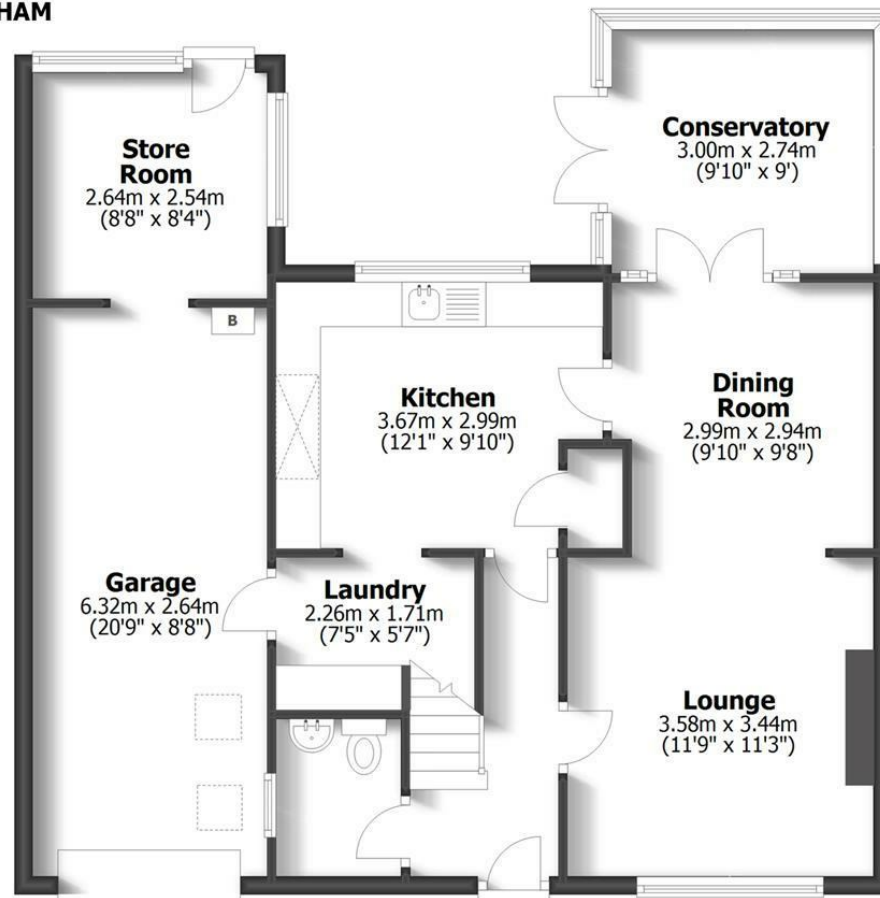 HAM
Store
Room
2.64m x 2.54m
(8'8" x 8'4")
Conservatory
3.00m x 2.74m
(9'10" x 9')
B
Kitchen
3.67m x 2.99m
(12'1" x 9'10")
Dining
Room
2.99m x 2.94m
(9'10" x 9'8")
Garage
6.32m x 2.64m
(20'9" x 8'8")
Laundry
2.26m x 1.71m
(7'5" x 5'7")
Lounge
3.58m x 3.44m
(11'9" x 11'3")